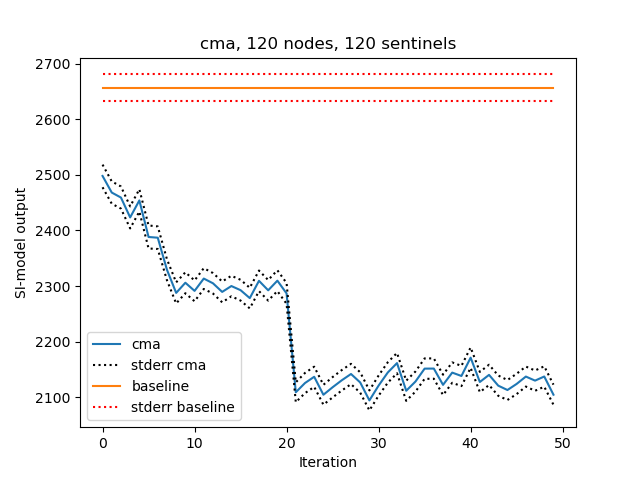 cma, 120 nodes, 120 sentinels
2700
2600
2500
2400
2300
2200
2100
SI-model output
cma
stderr cma
baseline
stderr baseline
0 10 20 30 40 50
Iteration